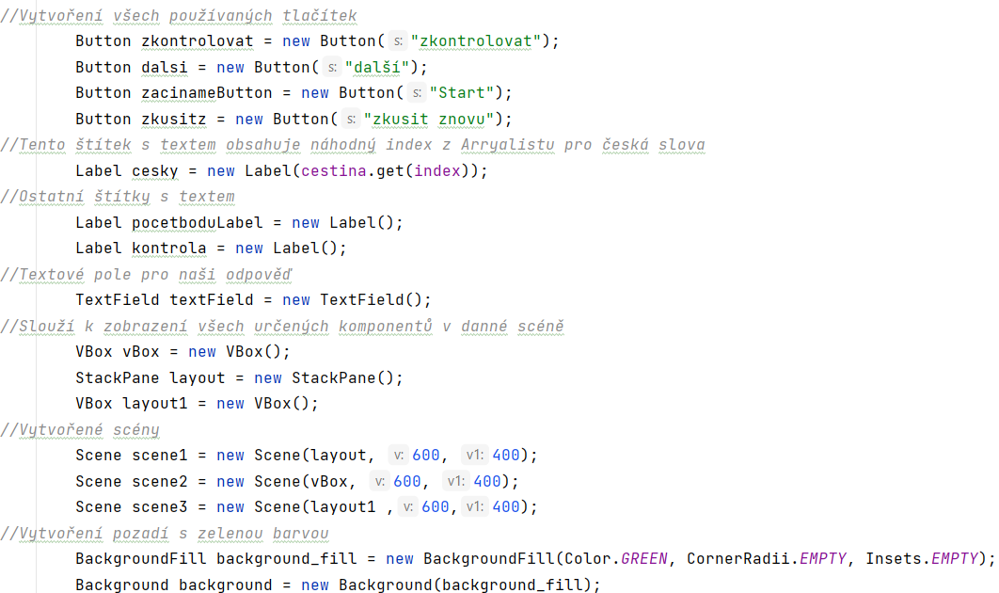 //Vytvoření všech používaných tlačítek
Button zkontrolovat = new Button( s: "zkontrolovat");
Button dalsi = new Button( s: "další");
Button zacinameButton = new Button( s: "Start");
Button zkusitz = new Button( s: "zkusit znovu");
//Tento štítek s textem obsahuje náhodný index z Arryalistu pro česká slova
Label cesky = new Label(cestina.get(index));
//Ostatní štítky s textem
Label pocetboduLabel = new Label();
Label kontrola = new Label();
//Textové pole pro naši odpověď
TextField textField = new TextField();
//Slouží k zobrazení všech určených komponentů v danné scéně
VBox vBox = new VBox();
StackPane layout = new StackPane();
VBox layout1 = new VBox();
//Vytvořené scény
Scene scene1 = new Scene(layout, v: 600, v1: 400);
Scene scene2 = new Scene(vBox, v: 600, v1: 400);
Scene scene3 = new Scene(layout1 , v: 600, v1: 400);
//Vytvoření pozadí s zelenou barvou
BackgroundFill background_fill = new BackgroundFill(Color.GREEN, CornerRadii.EMPTY, Insets.EMPTY);
Background background = new Background(background_fill);